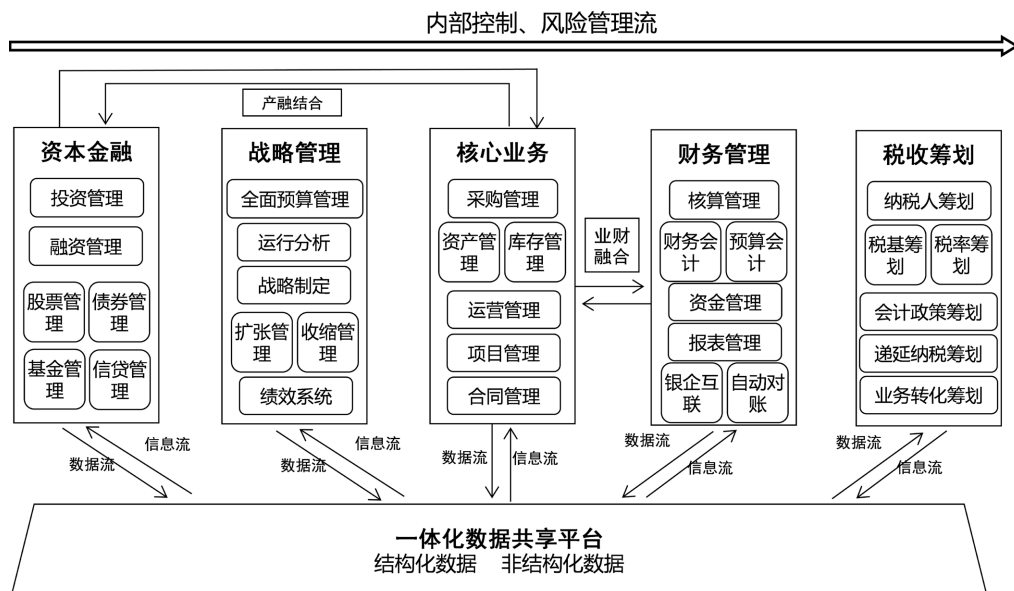 内部控制、风险管理流
产融结合
资本金融
投资管理
融资管理
股票管
理
债券管
理
基金管
理
信贷管
理
战略管理
全面预算管理
运行分析
战略制定
扩张管
理
收缩管
理
绩效系统
核心业务
采购管理
资产管
理
库存管
理
运营管理
项目管理
合同管理
业财
融合
财务管理
核算管理
财务会
计
预算会
计
资金管理
报表管理
银企互
联
自动对
账
税收筹划
纳税人筹划
税基筹
划
税率筹
划
会计政策筹划
递延纳税筹划
业务转化筹划
信息流
数据流
信息流
数据流
数据流
信息流
数据流
信息流
数据流
信息流
一体化数据共享平台
结构化数据 非结构化数据